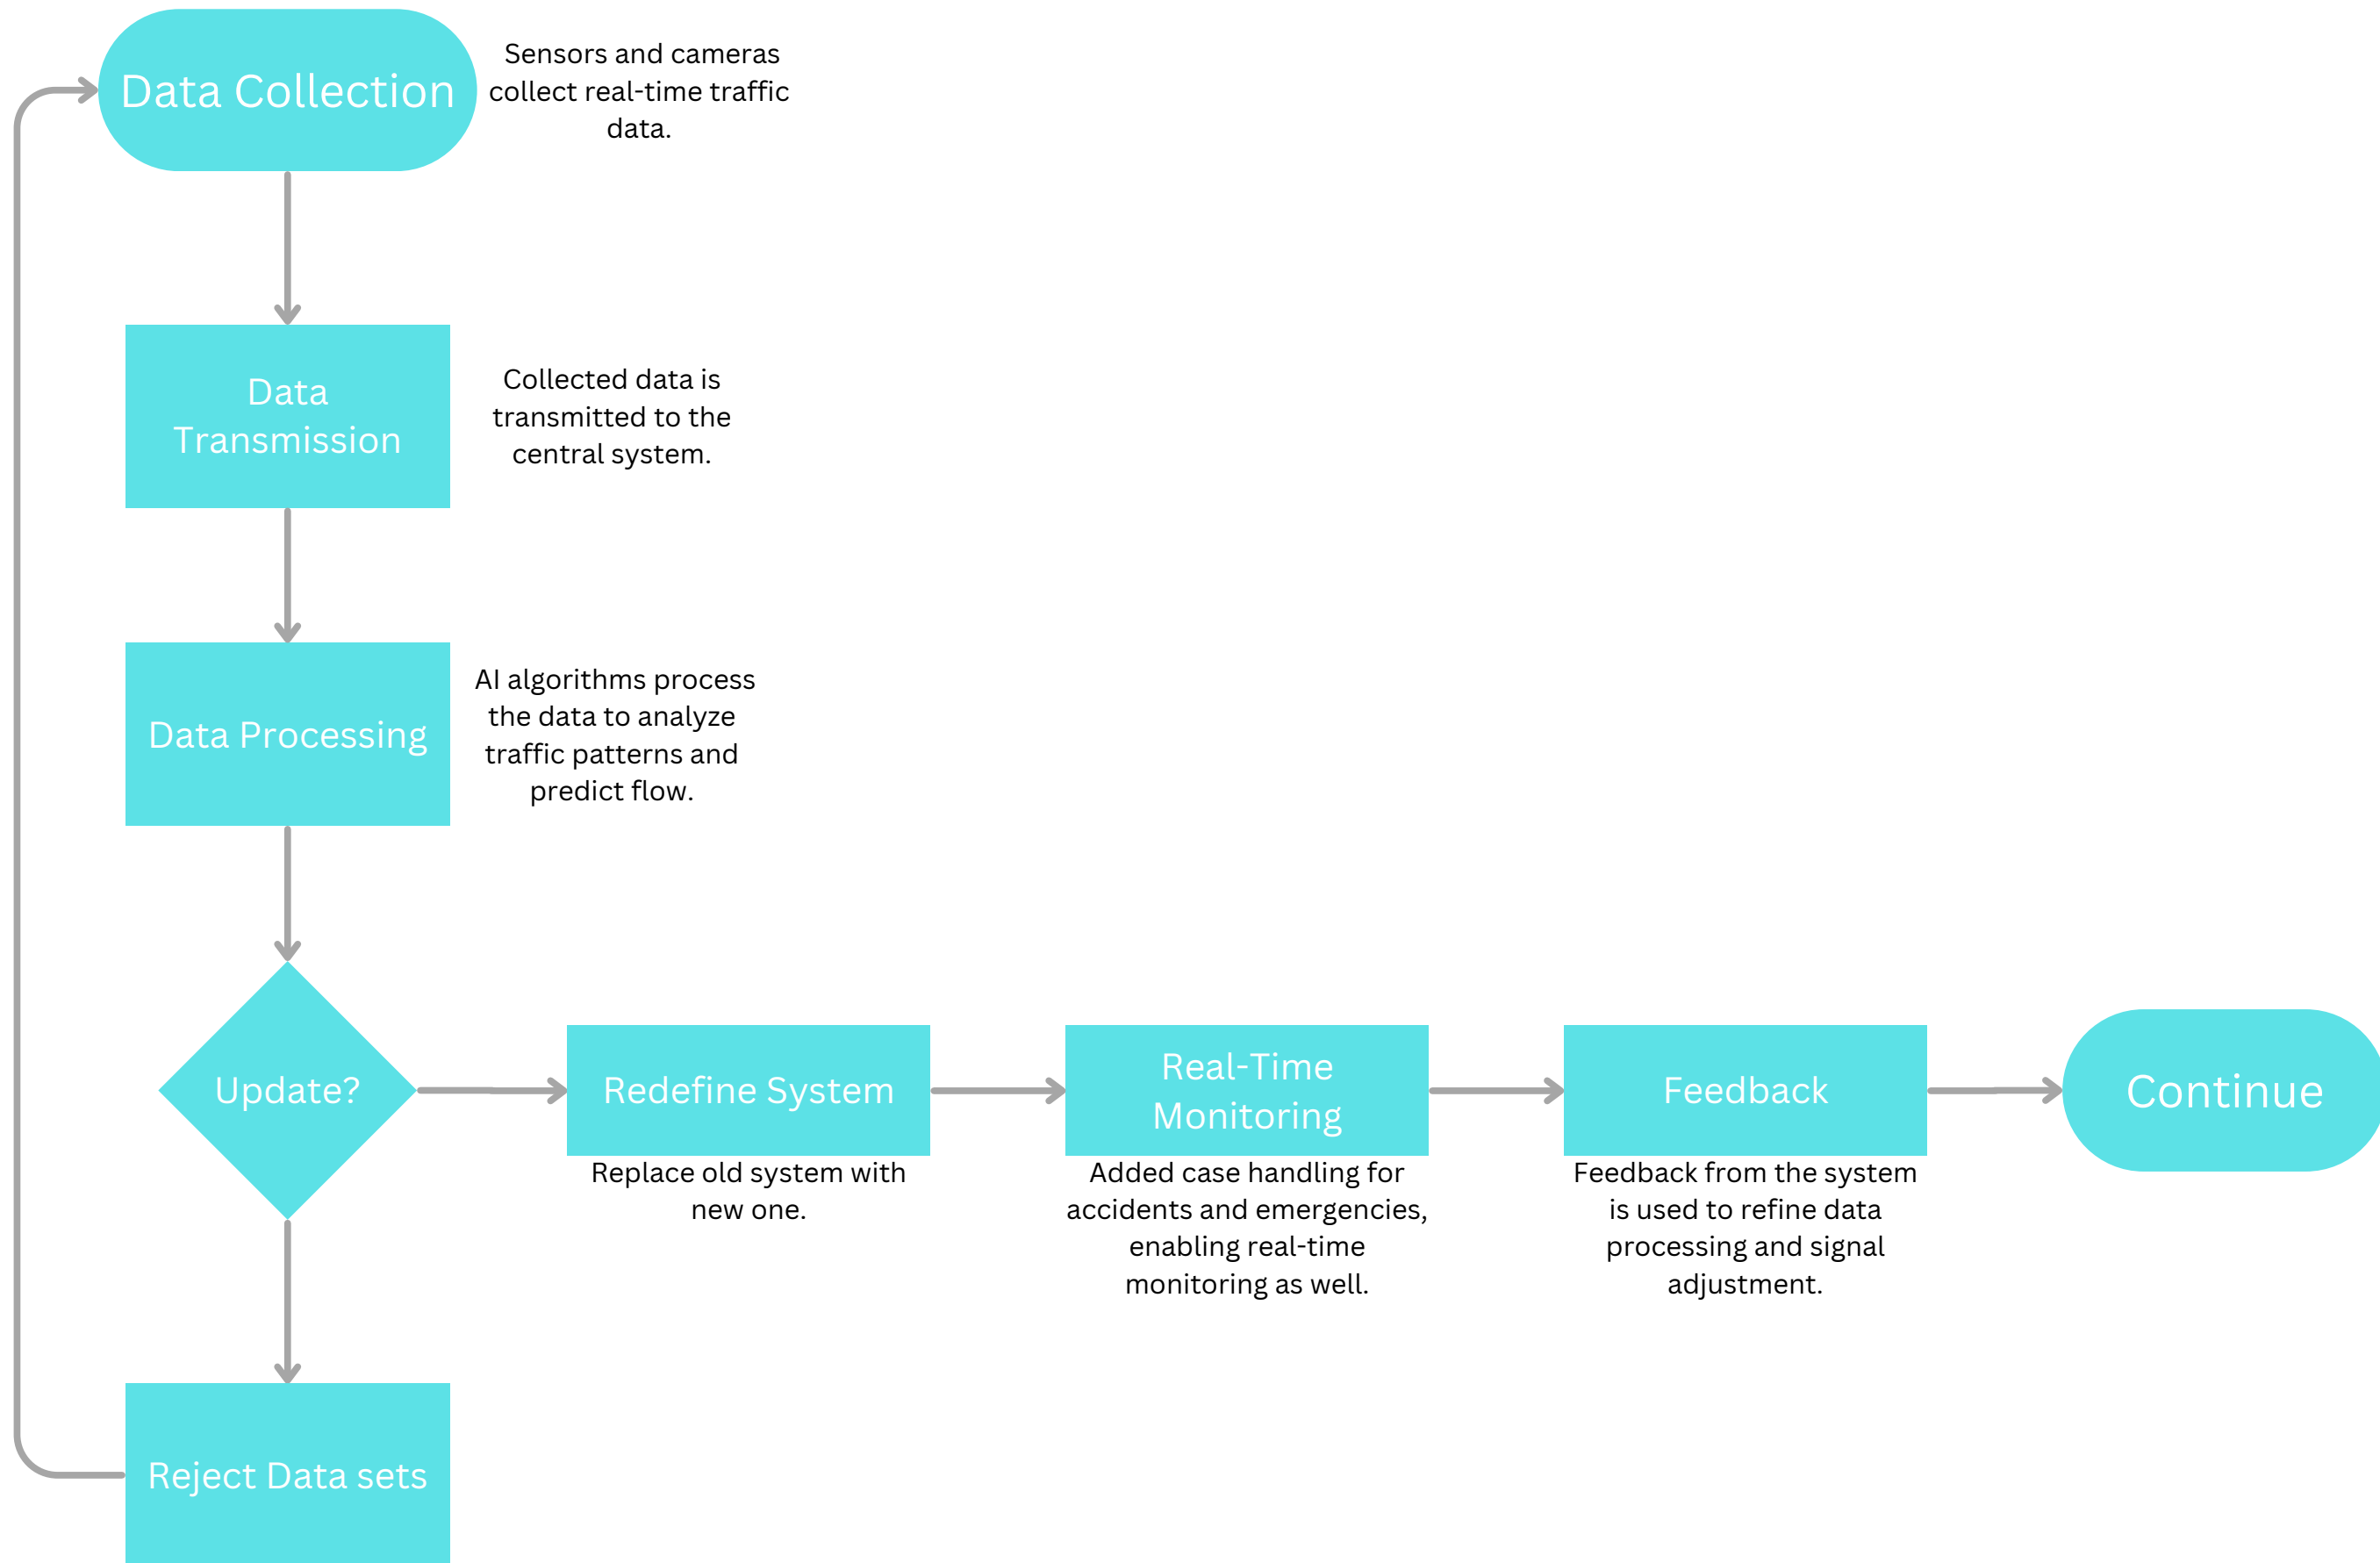 Data Collection
Sensors and cameras
collect real-time traffic
data.
Data
Transmission
Collected data is
transmitted to the
central system.
Data Processing
AI algorithms process
the data to analyze
traffic patterns and
predict flow.
Update?
Redefine System
Replace old system with
new one.
Real-Time
Monitoring
Added case handling for
accidents and emergencies,
enabling real-time
monitoring as well.
Feedback
Feedback from the system
is used to refine data
processing and signal
adjustment.
Continue
Reject Data sets